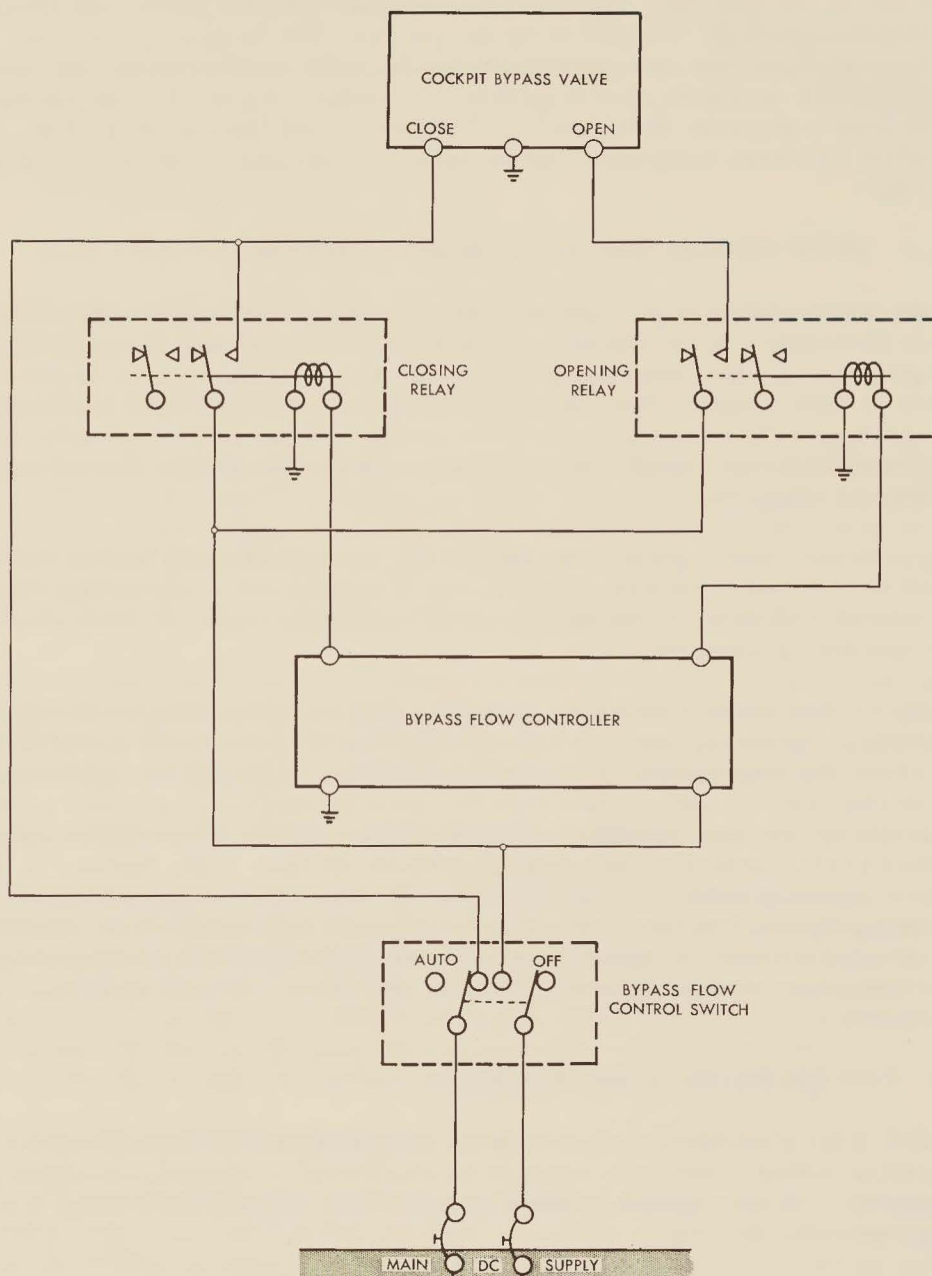 COCKPIT BYPASS VALVE
CLOSE
OPEN
CLOSING
RELAY
OPENING
RELAY
BYPASS FLOW CONTROLLER
AUTO
OFF
BYPASS FLOW
CONTROL SWITCH
MAIN DC SUPPLY